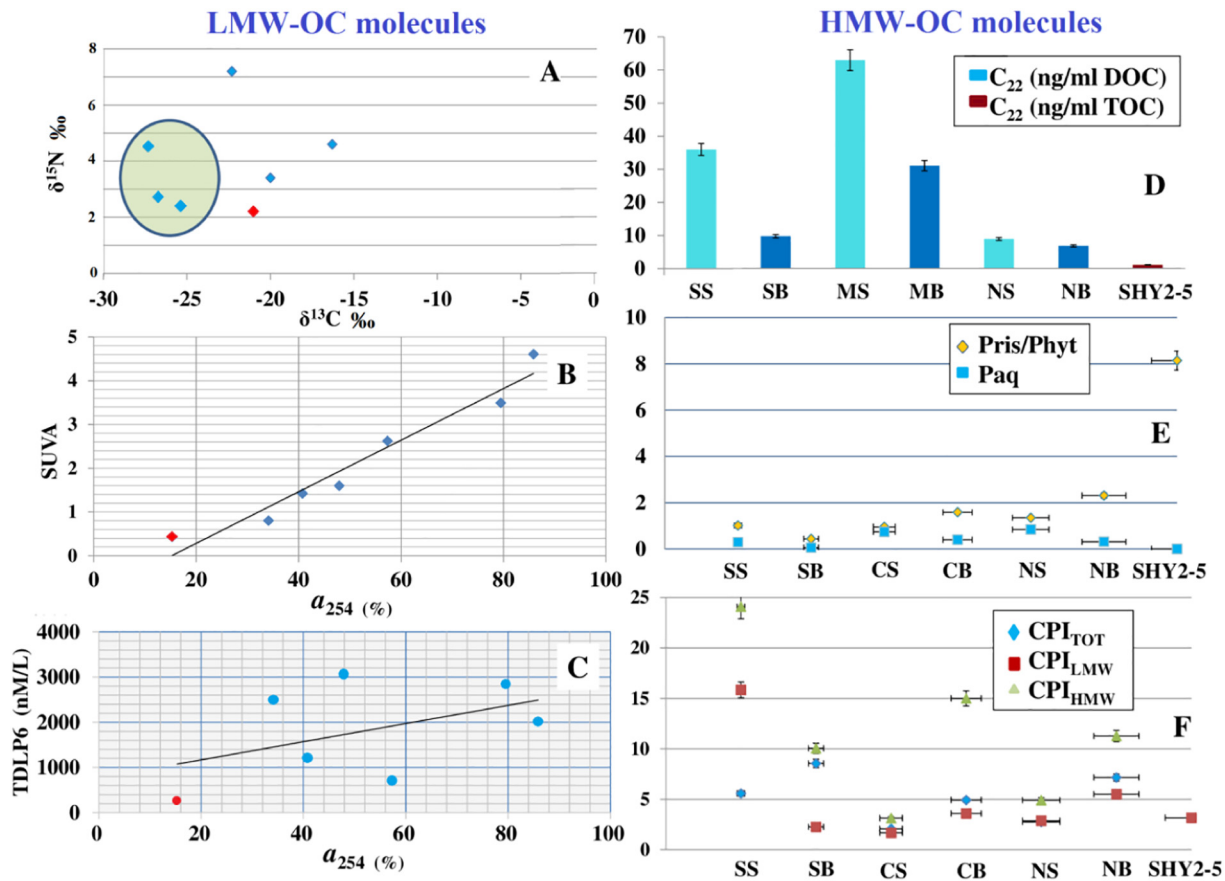 LMW-OC molecules
A
8
6
4
2
0
δ¹⁵N ‰
-30 -25 -20 -15 -10 -5 0
δ¹³C ‰
B
5
4
3
2
1
0
SUVA
0 20 40 60 80 100
a₂₅₄ (%)
C
4000
3000
2000
1000
0
TDLP6 (nM/L)
0 20 40 60 80 100
a₂₅₄ (%)
HMW-OC molecules
70
60
50
40
30
20
10
0
C₂₂ (ng/ml DOC)
C₂₂ (ng/ml TOC)
D
SS SB MS MB NS NB SHY2-5
10
8
6
4
2
0
Pris/Phyt
Paq
E
SS SB CS CB NS NB SHY2-5
25
20
15
10
5
0
CPI_TOT
CPI_LMW
CPI_HMW
F
SS SB CS CB NS NB SHY2-5